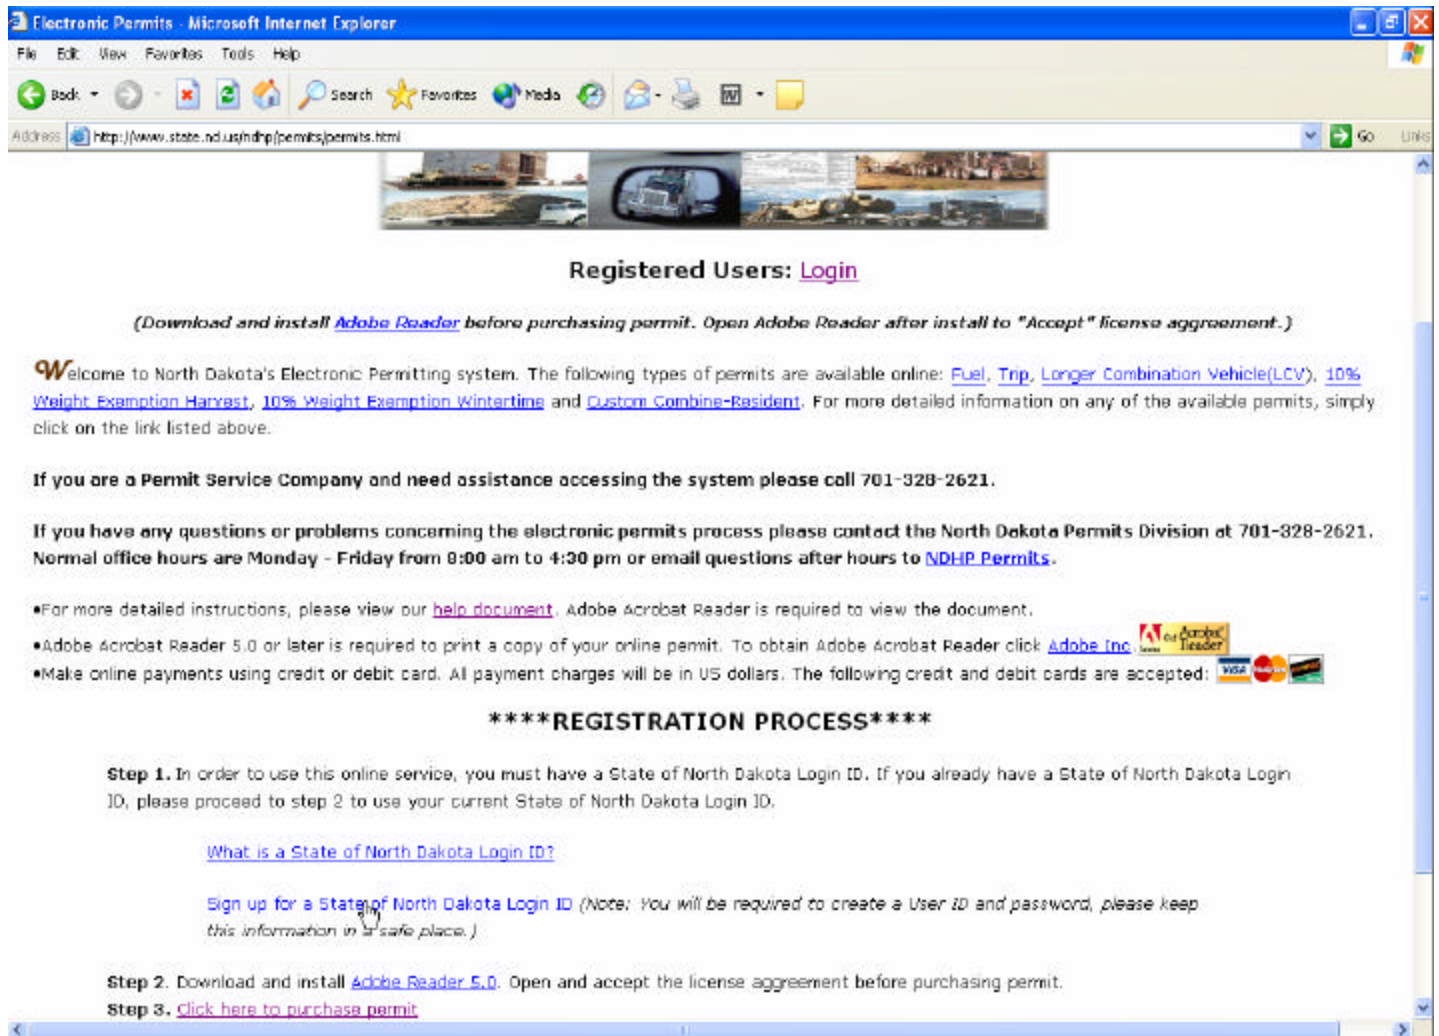 Electronic Permits - Microsoft Internet Explorer
File Edit View Favorites Tools Help
Back Search Favorites Media
Address http://www.state.nd.us/ndhp/permits/permits.html Go Links
Registered Users: Login
(Download and install Adobe Reader before purchasing permit. Open Adobe Reader after install to "Accept" license aggreement.)
Welcome to North Dakota's Electronic Permitting system. The following types of permits are available online: Fuel, Trip, Longer Combination Vehicle(LCV), 10%
Weight Exemption Harvest, 10% Weight Exemption Wintertime and Custom Combine-Resident. For more detailed information on any of the available permits, simply
click on the link listed above.
If you are a Permit Service Company and need assistance accessing the system please call 701-328-2621.
If you have any questions or problems concerning the electronic permits process please contact the North Dakota Permits Division at 701-328-2621.
Normal office hours are Monday - Friday from 8:00 am to 4:30 pm or email questions after hours to NDHP Permits.
•For more detailed instructions, please view our help document. Adobe Acrobat Reader is required to view the document.
•Adobe Acrobat Reader 5.0 or later is required to print a copy of your online permit. To obtain Adobe Acrobat Reader click Adobe Inc. Get Acrobat Reader
•Make online payments using credit or debit card. All payment charges will be in US dollars. The following credit and debit cards are accepted: VISA
****REGISTRATION PROCESS****
Step 1. In order to use this online service, you must have a State of North Dakota Login ID. If you already have a State of North Dakota Login
ID, please proceed to step 2 to use your current State of North Dakota Login ID.
What is a State of North Dakota Login ID?
Sign up for a State of North Dakota Login ID (Note: You will be required to create a User ID and password, please keep
this information in a safe place.)
Step 2. Download and install Adobe Reader 5.0. Open and accept the license aggreement before purchasing permit.
Step 3. Click here to purchase permit